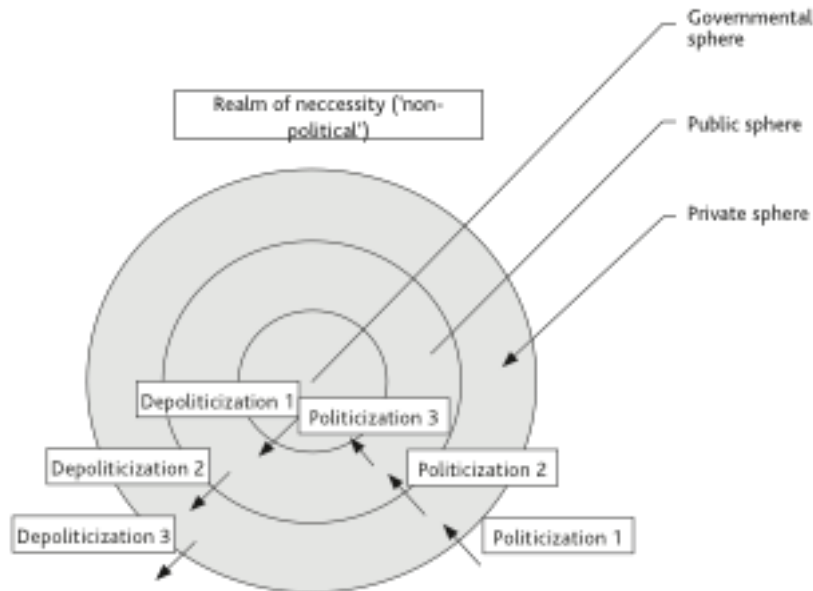 Governmental
sphere
Realm of neccessity ('non-
political')
Public sphere
Private sphere
Depoliticization 1
Politicization 3
Depoliticization 2
Politicization 2
Depoliticization 3
Politicization 1